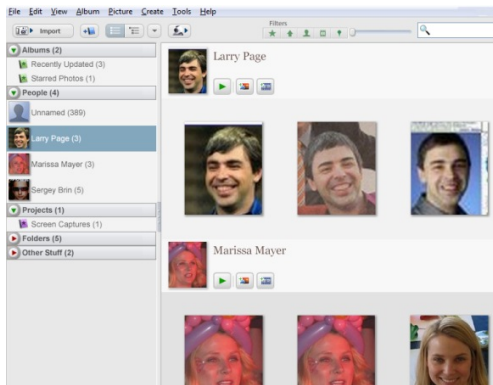 File Edit View Album Picture Create Tools Help
Import
Filters
Albums (2)
Recently Updated (3)
Starred Photos (1)
People (4)
Unnamed (389)
Larry Page (3)
Marissa Mayer (3)
Sergey Brin (5)
Projects (1)
Screen Captures (1)
Folders (5)
Other Stuff (2)
Larry Page
Marissa Mayer